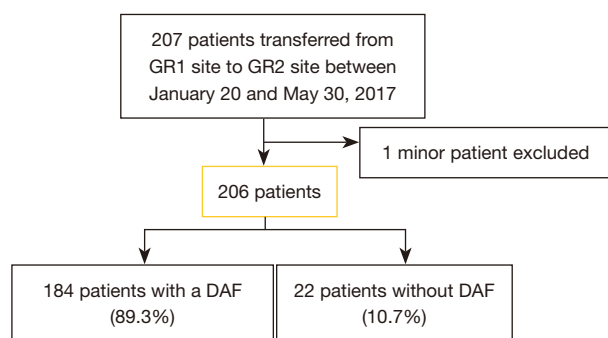 207 patients transferred from
GR1 site to GR2 site between
January 20 and May 30, 2017
1 minor patient excluded
206 patients
184 patients with a DAF
(89.3%)
22 patients without DAF
(10.7%)